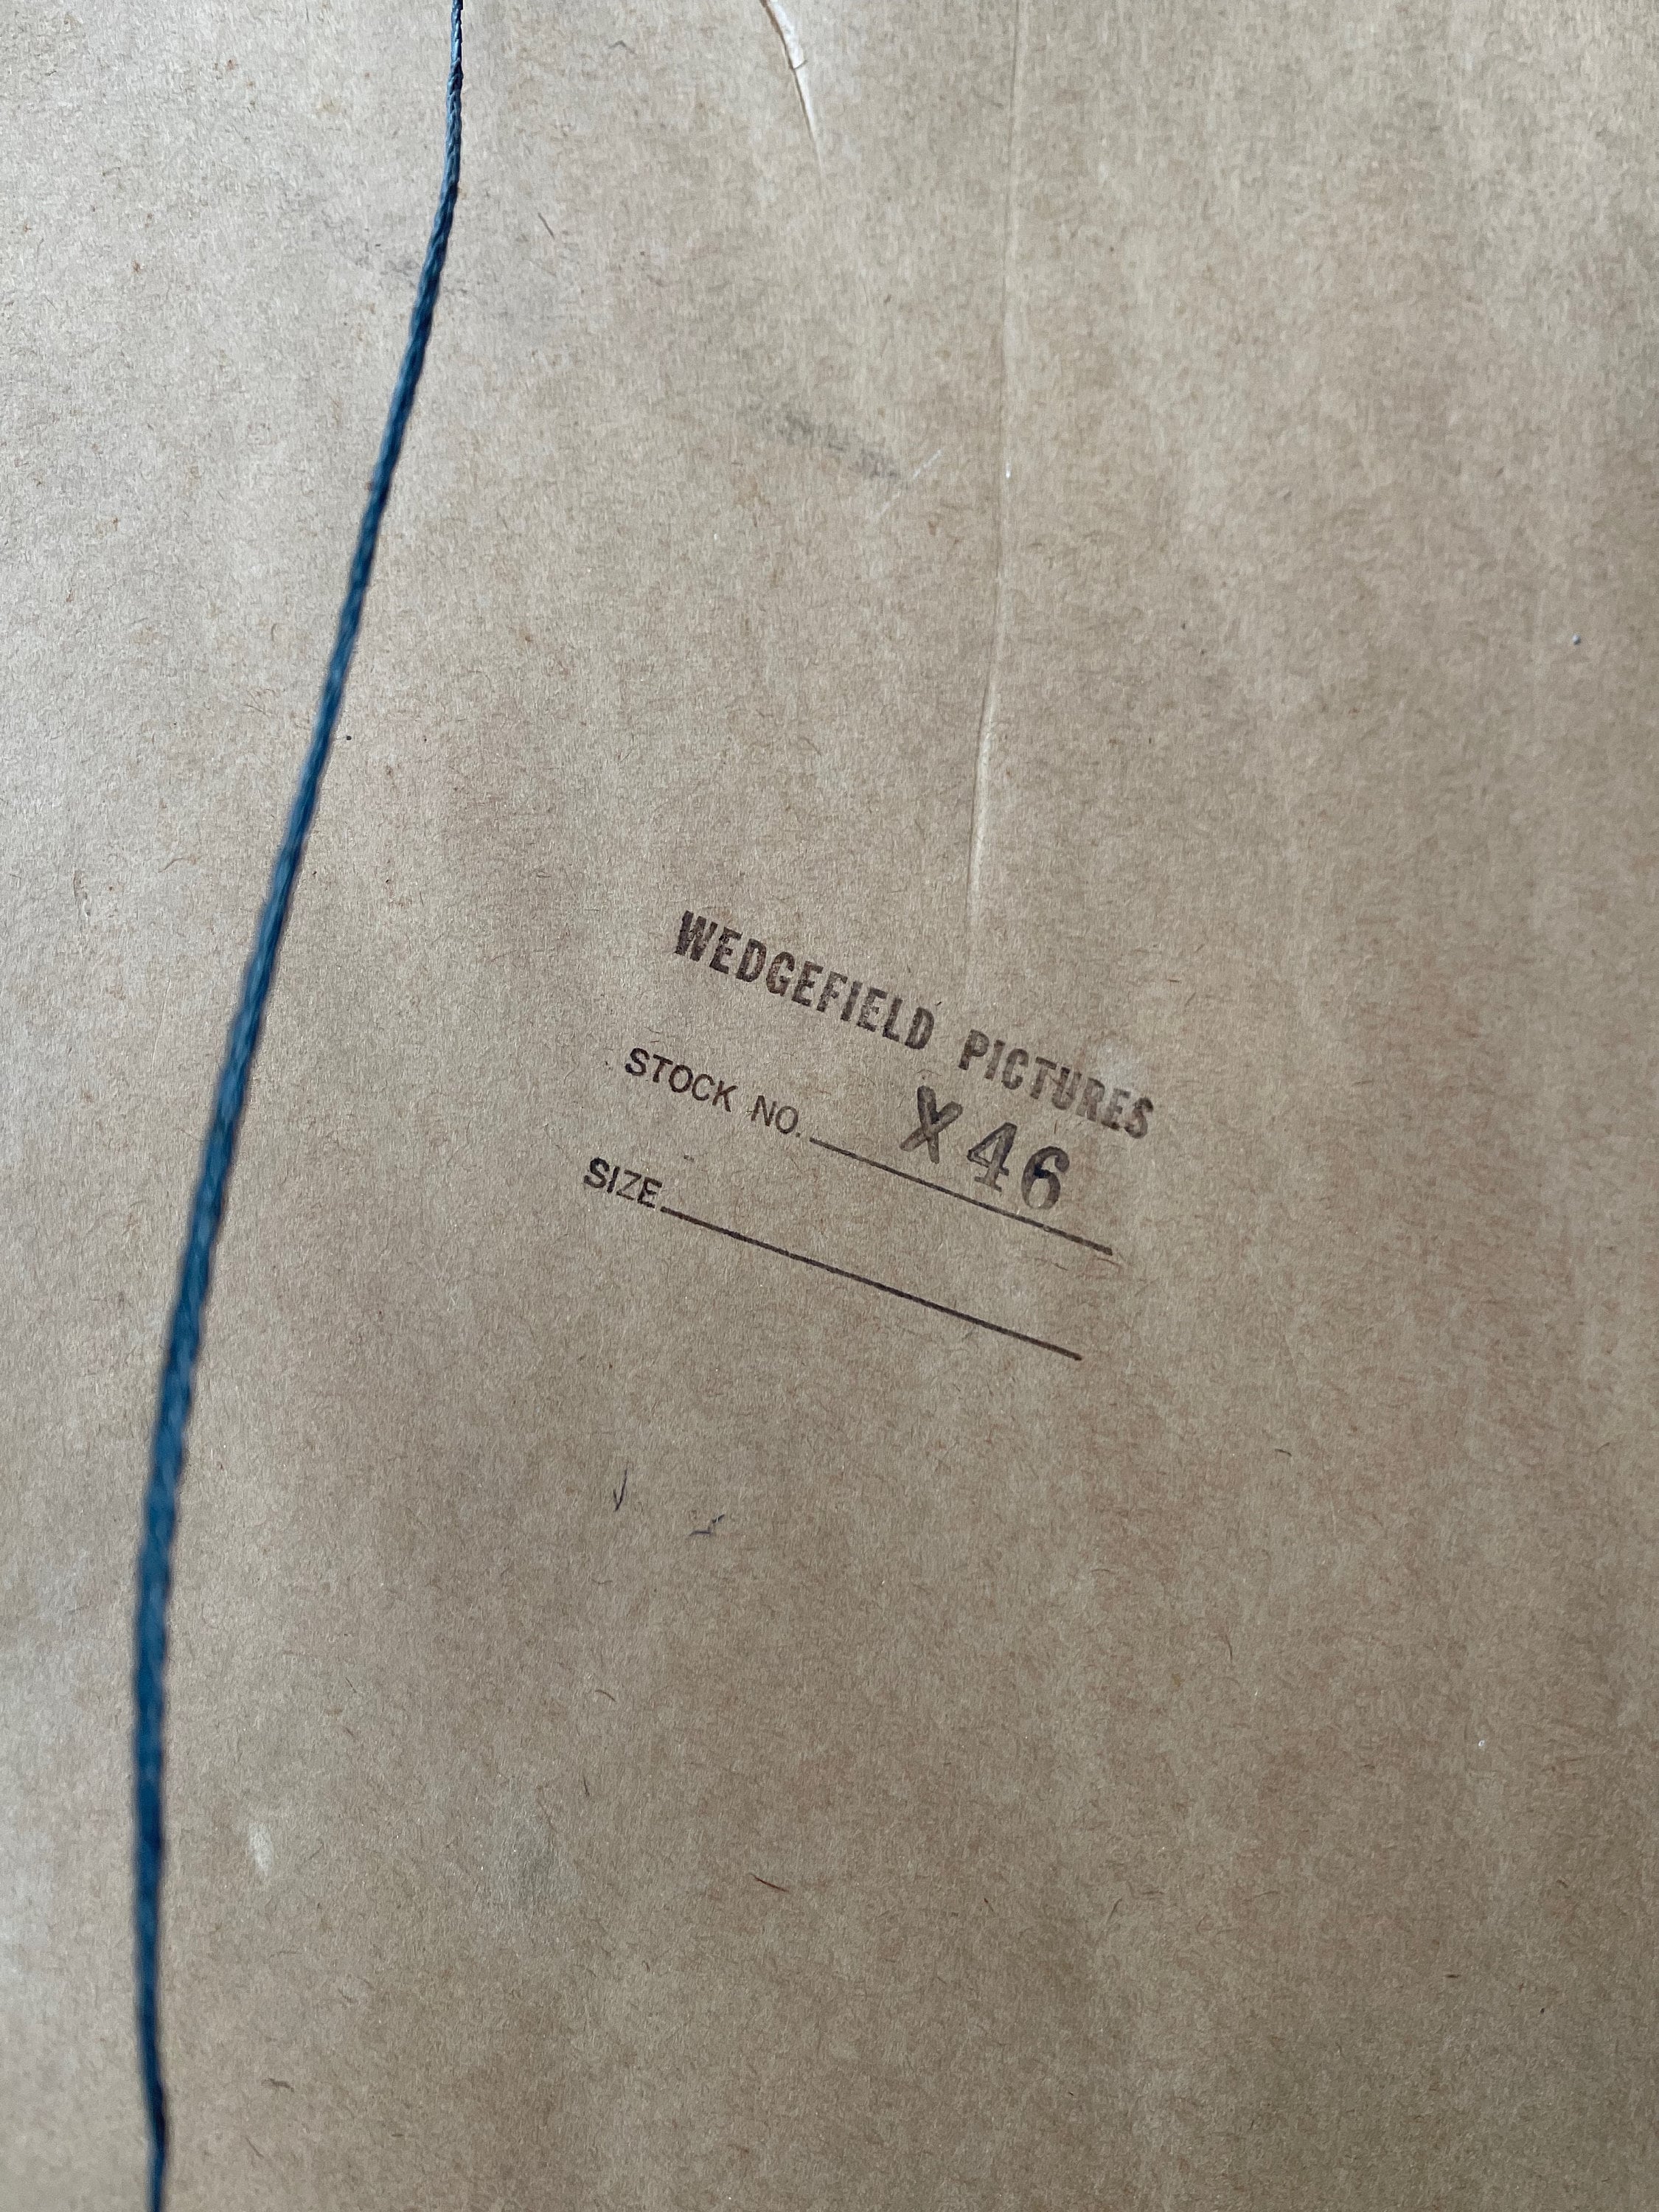 WEDGEFIELD PICTURES
STOCK NO. X46
SIZE